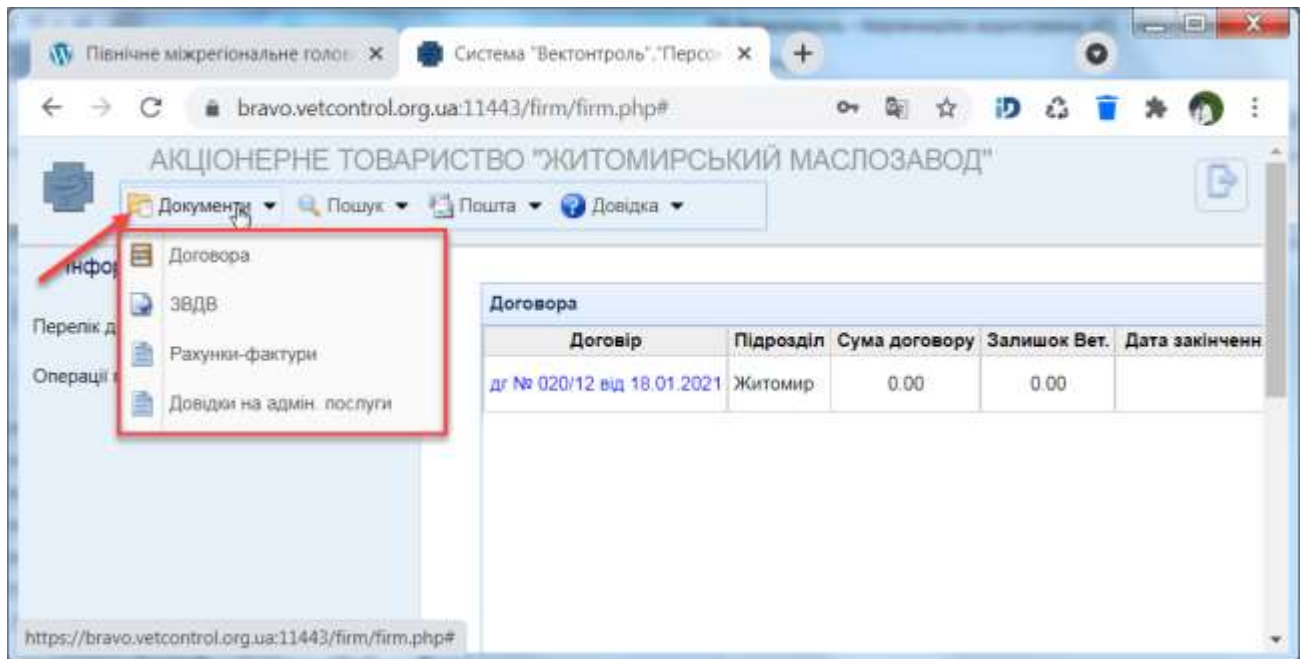 Північне міжрегіональне голов
Система "Вектонтроль","Персо
bravo.vetcontrol.org.ua:11443/firm/firm.php#
АКЦІОНЕРНЕ ТОВАРИСТВО "ЖИТОМИРСЬКИЙ МАСЛОЗАВОД"
Документи Пошук Пошта Довідка
Договора
ЗВДВ
Рахунки-фактури
Довідки на адмін. послуги
Перелік д
Операції
Договора
Договір Підрозділ Сума договору Залишок Вет. Дата закінченн
дг № 020/12 від 18.01.2021 Житомир 0.00 0.00
https://bravo.vetcontrol.org.ua:11443/firm/firm.php#